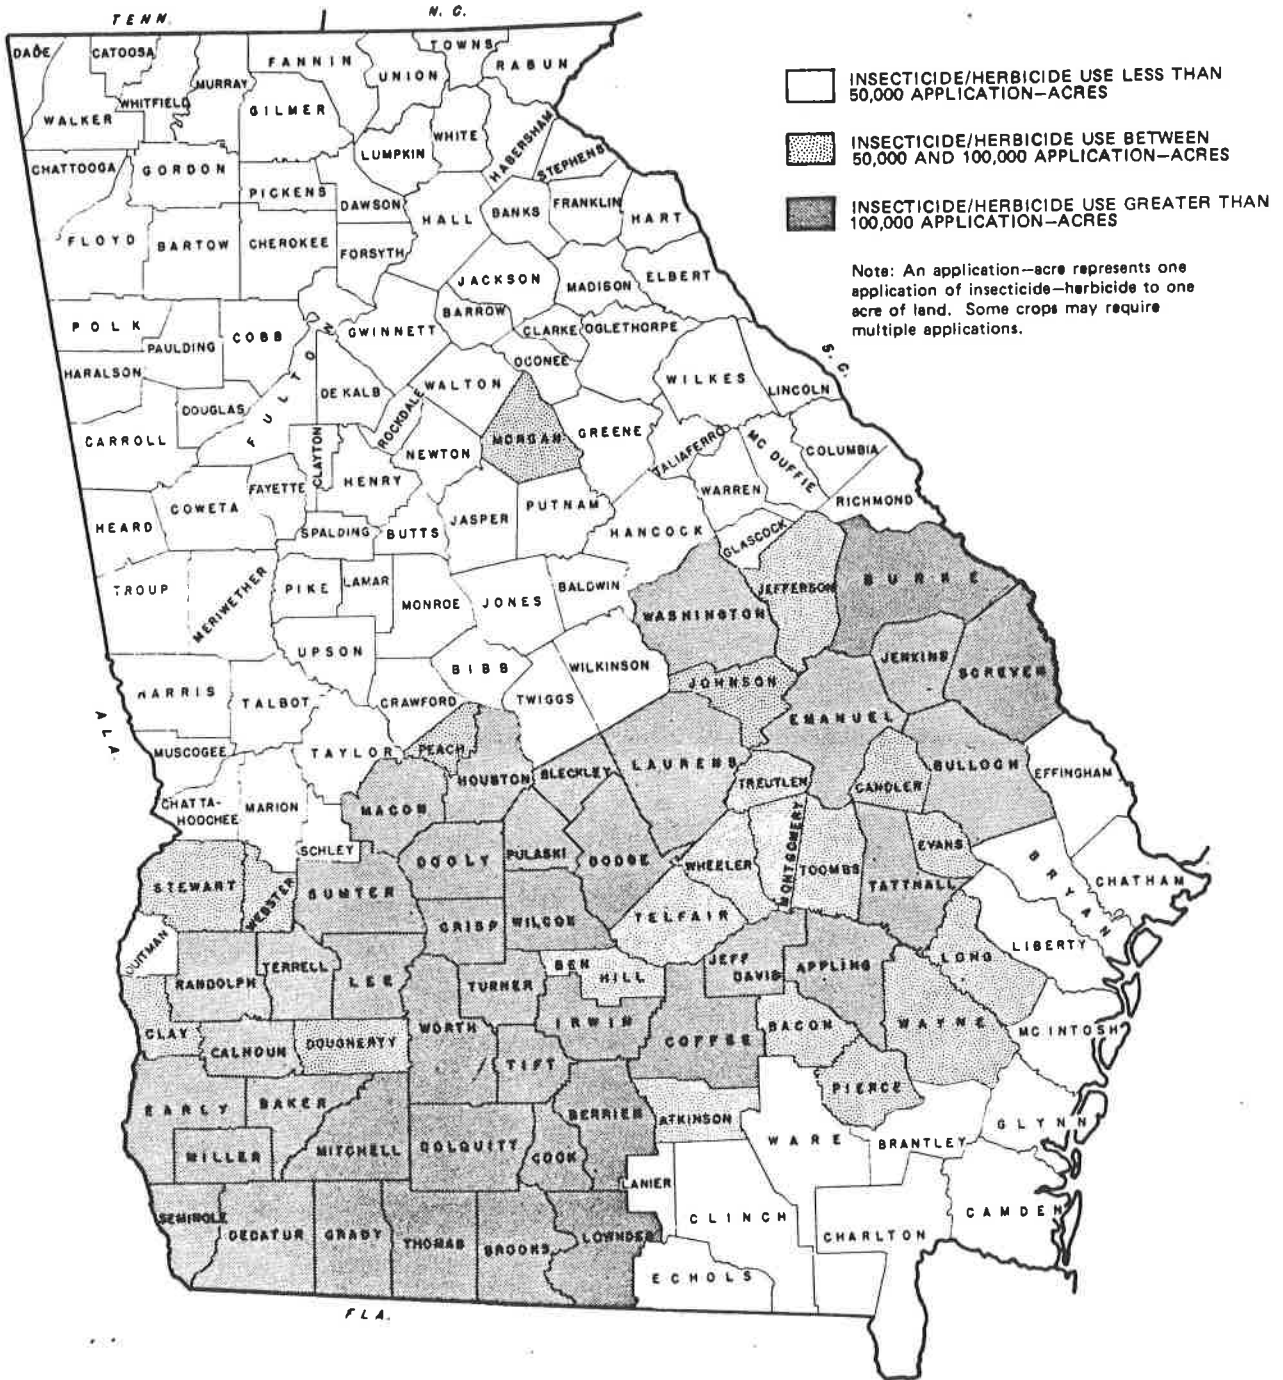 TENN.
N. C.
DADE
CATOOSA
FANNIN
TOWNS
UNION
RABUN
MURRAY
WHITFIELD
GILMER
WALKER
WHITE
HABERSHAM
LUMPKIN
STEPHENS
CHATTOOGA
GORDON
PICKENS
DAWSON
BANKS
FRANKLIN
HART
HALL
FLOYD
BARTOW
CHEROKEE
FORSYTH
JACKSON
MADISON
ELBERT
POLK
PAULDING
COBB
GWINNETT
BARROW
CLARKE
OGLETHORPE
OCONEE
HARALSON
FULTON
DE KALB
WALTON
WILKES
LINCOLN
S. C.
DOUGLAS
ROCKDALE
CARROLL
CLAYTON
NEWTON
MORGAN
GREENE
TALIAFERRO
MC DUFFIE
COLUMBIA
FAYETTE
HENRY
WARREN
RICHMOND
HEARD
COWETA
SPALDING
BUTTS
JASPER
PUTNAM
HANCOCK
GLASCOCK
TROUP
MERIWETHER
PIKE
LAMAR
MONROE
JONES
BALDWIN
WASHINGTON
JEFFERSON
BURKE
UPSON
BIBB
WILKINSON
JENKINS
SCREVEN
HARRIS
TALBOT
CRAWFORD
TWIGGS
JOHNSON
ALA.
EMANUEL
MUSCOGEE
TAYLOR
PEACH
HOUSTON
BLECKLEY
LAURENS
TREUTLEN
CANDLER
BULLOCH
EFFINGHAM
CHATTA-
HOOCHEE
MARION
MACON
SCHLEY
DOOLY
PULASKI
DODGE
WHEELER
MONTGOMERY
TOOMBS
EVANS
TATTNALL
BRYAN
CHATHAM
STEWART
WEBSTER
SUMTER
CRISP
WILCOX
TELFAIR
QUITMAN
LIBERTY
LONG
RANDOLPH
TERRELL
LEE
TURNER
BEN
HILL
JEFF
DAVIS
APPLING
CLAY
CALHOUN
DOUGHERTY
WORTH
IRWIN
COFFEE
BACON
WAYNE
MCINTOSH
TIFT
EARLY
BAKER
MITCHELL
COLQUITT
COOK
BERRIEN
ATKINSON
PIERCE
WARE
BRANTLEY
GLYNN
MILLER
LANIER
SEMINOLE
DECATUR
GRADY
THOMAS
BROOKS
LOWNDES
CLINCH
CHARLTON
CAMDEN
ECHOLS
FLA.
INSECTICIDE/HERBICIDE USE LESS THAN
50,000 APPLICATION–ACRES
INSECTICIDE/HERBICIDE USE BETWEEN
50,000 AND 100,000 APPLICATION–ACRES
INSECTICIDE/HERBICIDE USE GREATER THAN
100,000 APPLICATION–ACRES
Note: An application–acre represents one
application of insecticide–herbicide to one
acre of land. Some crops may require
multiple applications.